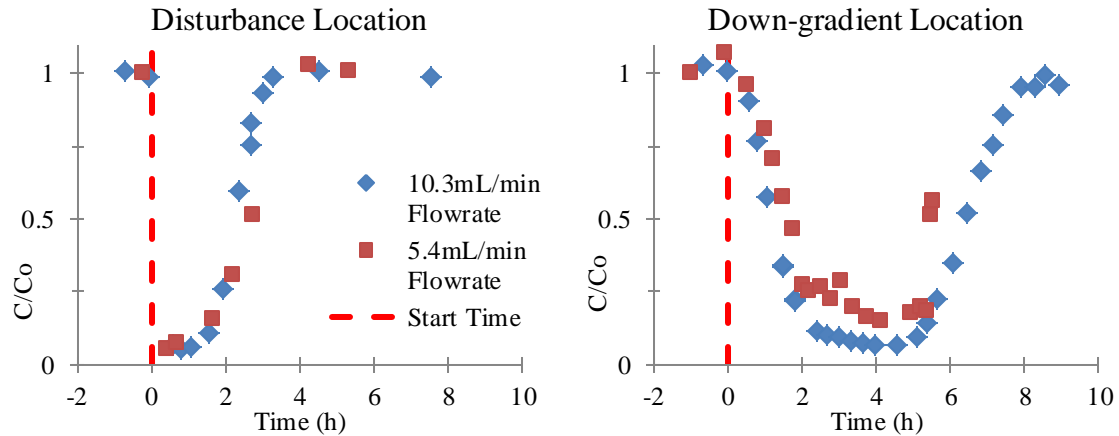 Disturbance Location
1
0.5
0
C/Co
-2 0 2 4 6 8 10
Time (h)
10.3mL/min
Flowrate
5.4mL/min
Flowrate
Start Time
Down-gradient Location
1
0.5
0
C/Co
-2 0 2 4 6 8 10
Time (h)